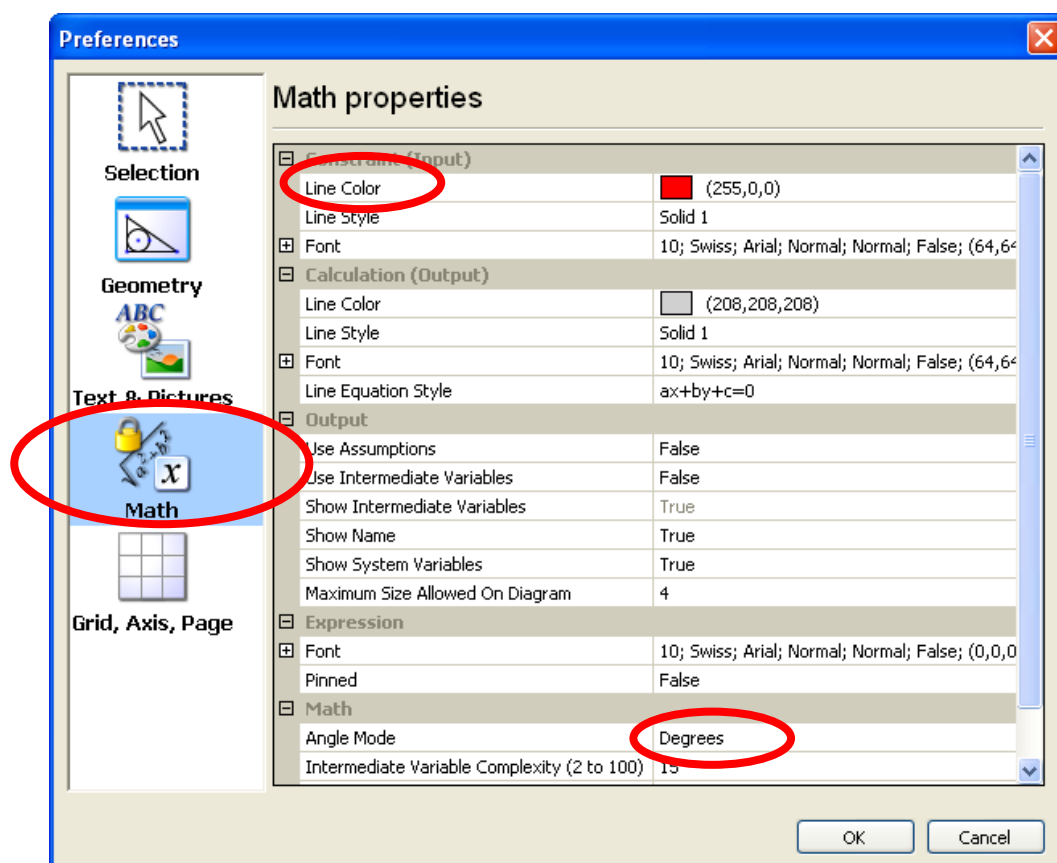 Preferences
Selection
Geometry
ABC
Text & Pictures
x
Math
Grid, Axis, Page
Math properties
Constraint (Input)
Line Color (255,0,0)
Line Style Solid 1
Font 10; Swiss; Arial; Normal; Normal; False; (64,64
Calculation (Output)
Line Color (208,208,208)
Line Style Solid 1
Font 10; Swiss; Arial; Normal; Normal; False; (64,64
Line Equation Style ax+by+c=0
Output
Use Assumptions False
Use Intermediate Variables False
Show Intermediate Variables True
Show Name True
Show System Variables True
Maximum Size Allowed On Diagram 4
Expression
Font 10; Swiss; Arial; Normal; Normal; False; (0,0,0
Pinned False
Math
Angle Mode Degrees
Intermediate Variable Complexity (2 to 100) 15
OK Cancel